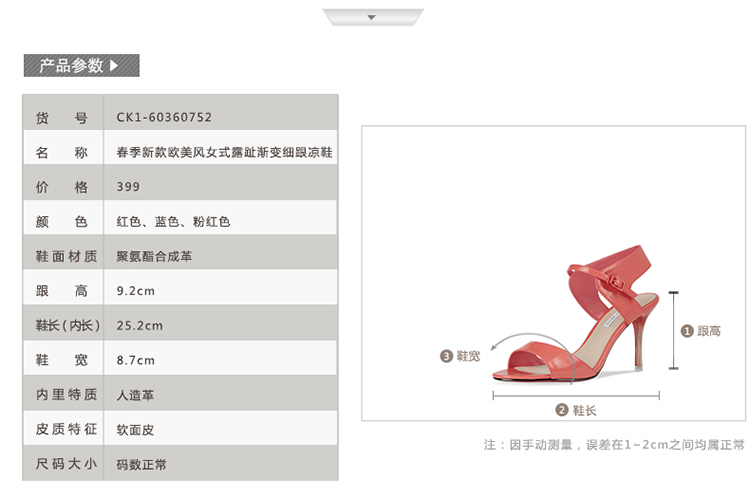 产品参数
货号 CK1-60360752
名称 春季新款欧美风女式露趾渐变细跟凉鞋
价格 399
颜色 红色、蓝色、粉红色
鞋面材质 聚氨酯合成革
跟高 9.2cm
鞋长(内长) 25.2cm
鞋宽 8.7cm
内里特质 人造革
皮质特征 软面皮
尺码大小 码数正常
1 跟高
3 鞋宽
2 鞋长
注：因手动测量，误差在1~2cm之间均属正常